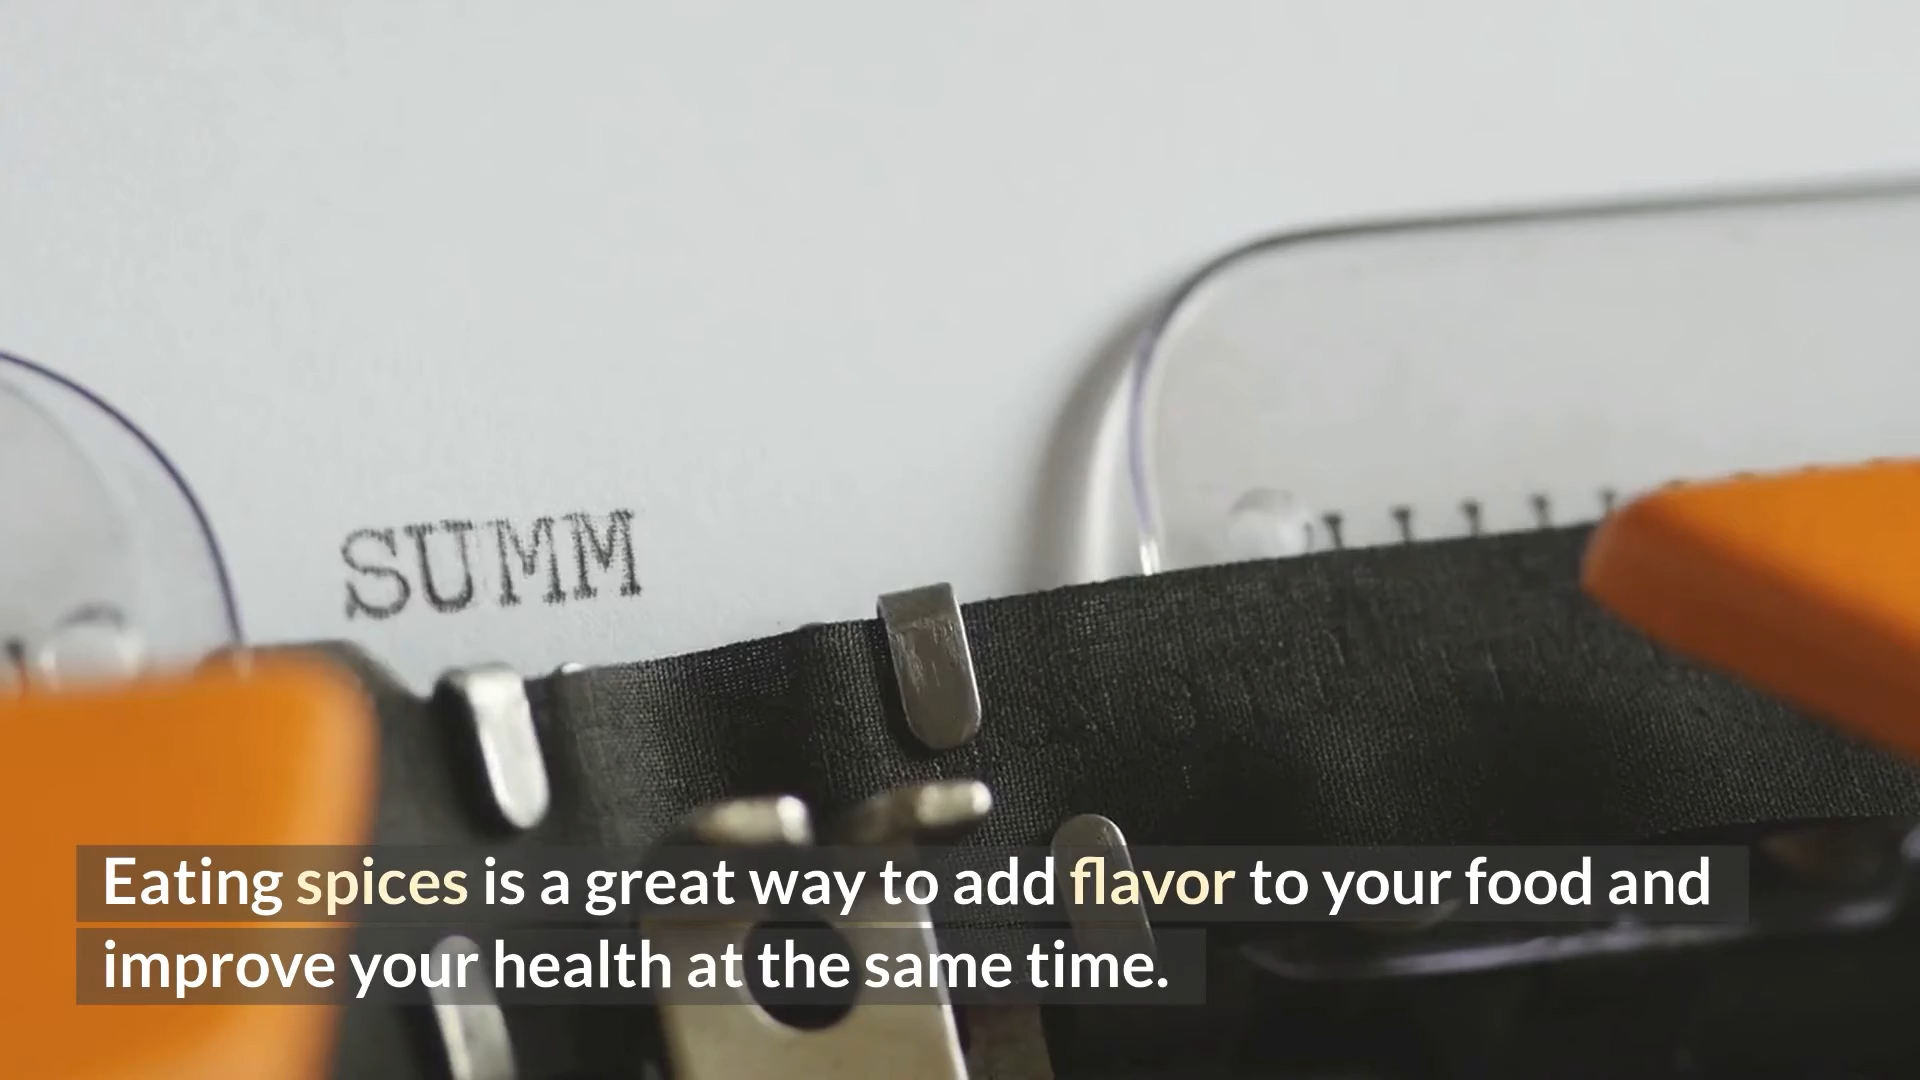 SUMM
Eating spices is a great way to add flavor to your food and
improve your health at the same time.